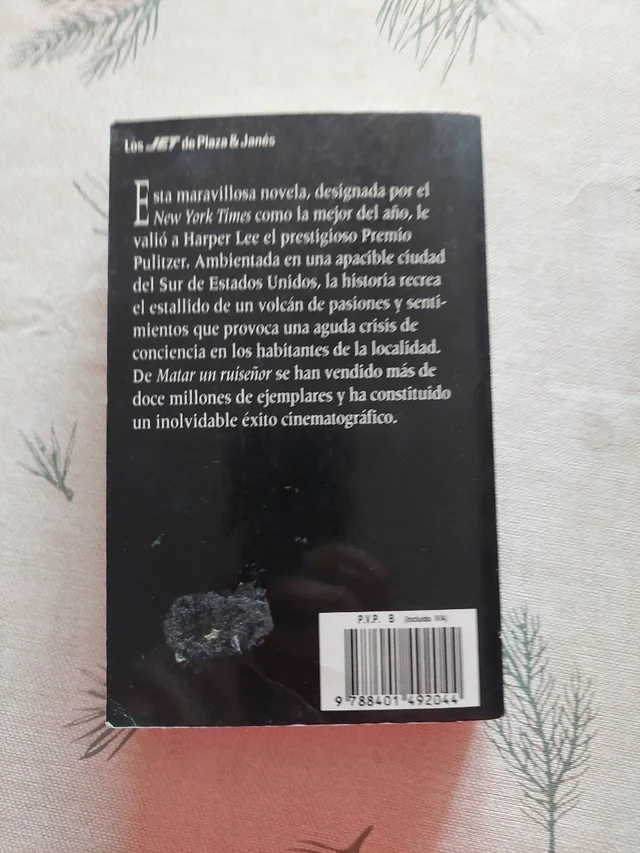 Los JET de Plaza & Janés
Esta maravillosa novela, designada por el
New York Times como la mejor del año, le
valió a Harper Lee el prestigioso Premio
Pulitzer. Ambientada en una apacible ciudad
del Sur de Estados Unidos, la historia recrea
el estallido de un volcán de pasiones y senti-
mientos que provoca una aguda crisis de
conciencia en los habitantes de la localidad.
De Matar un ruiseñor se han vendido más de
doce millones de ejemplares y ha constituido
un inolvidable éxito cinematográfico.
P.V.P. B (Incluido IVA)
9 788401 492044